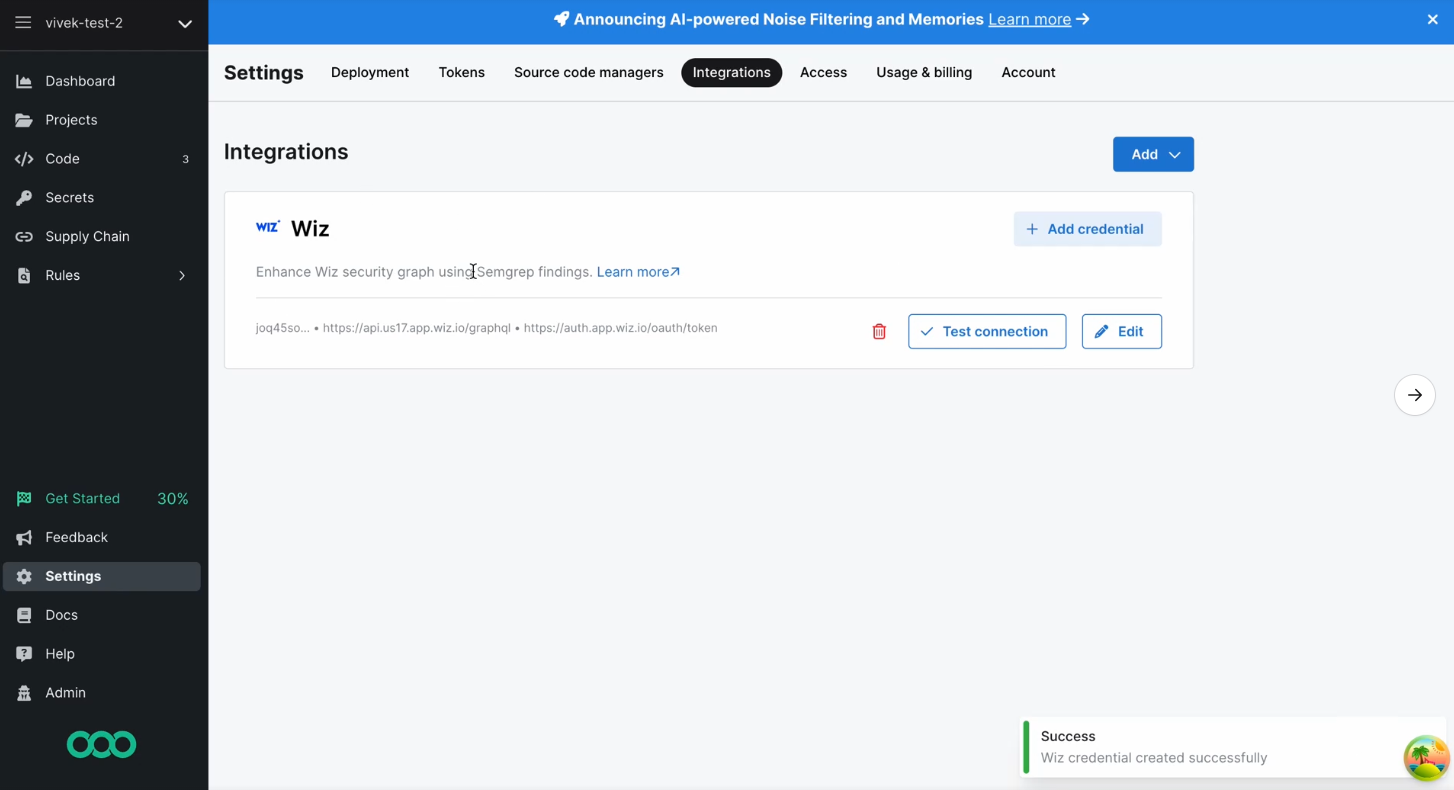 vivek-test-2
Announcing AI-powered Noise Filtering and Memories Learn more →
Settings
Deployment
Tokens
Source code managers
Integrations
Access
Usage & billing
Account
Dashboard
Projects
Code 3
Secrets
Supply Chain
Rules
Get Started 30%
Feedback
Settings
Docs
Help
Admin
Integrations
Add
WIZ Wiz
+ Add credential
Enhance Wiz security graph using Semgrep findings. Learn more↗
joq45so... • https://api.us17.app.wiz.io/graphql • https://auth.app.wiz.io/oauth/token
Test connection
Edit
Success
Wiz credential created successfully